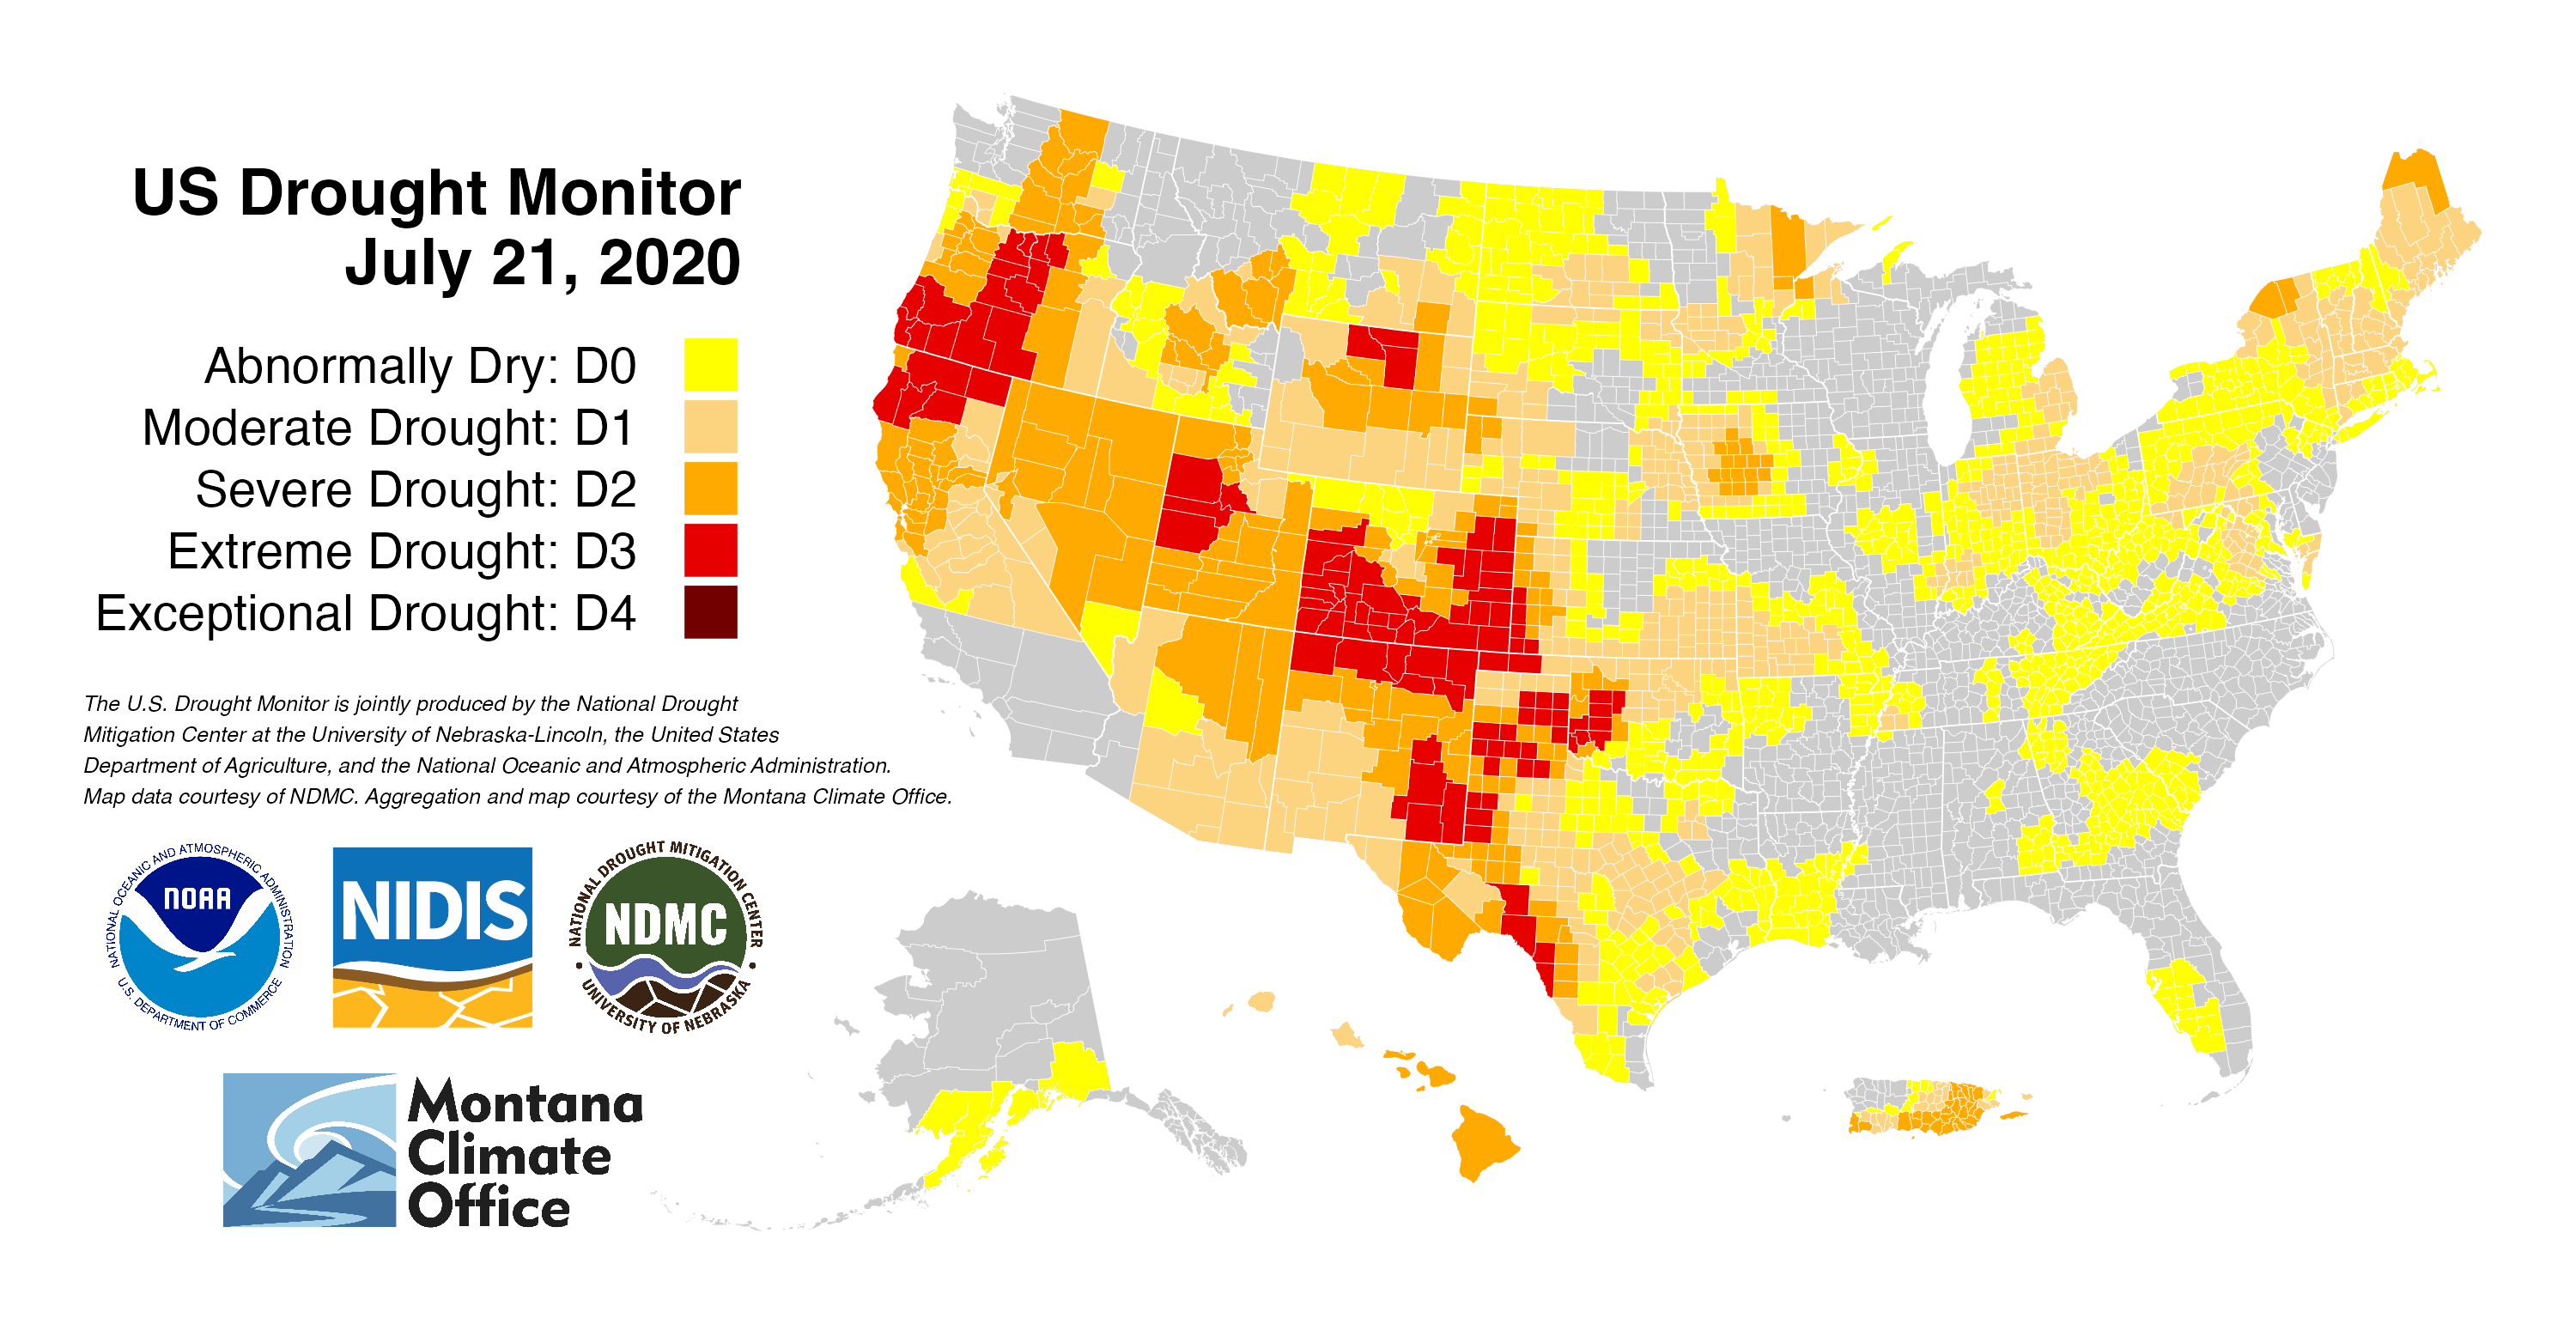 US Drought Monitor
July 21, 2020
Abnormally Dry: D0
Moderate Drought: D1
Severe Drought: D2
Extreme Drought: D3
Exceptional Drought: D4
The U.S. Drought Monitor is jointly produced by the National Drought
Mitigation Center at the University of Nebraska-Lincoln, the United States
Department of Agriculture, and the National Oceanic and Atmospheric Administration.
Map data courtesy of NDMC. Aggregation and map courtesy of the Montana Climate Office.
NATIONAL OCEANIC AND ATMOSPHERIC ADMINISTRATION
NOAA
U.S. DEPARTMENT OF COMMERCE
NIDIS
NATIONAL DROUGHT MITIGATION CENTER
NDMC
UNIVERSITY OF NEBRASKA
Montana
Climate
Office